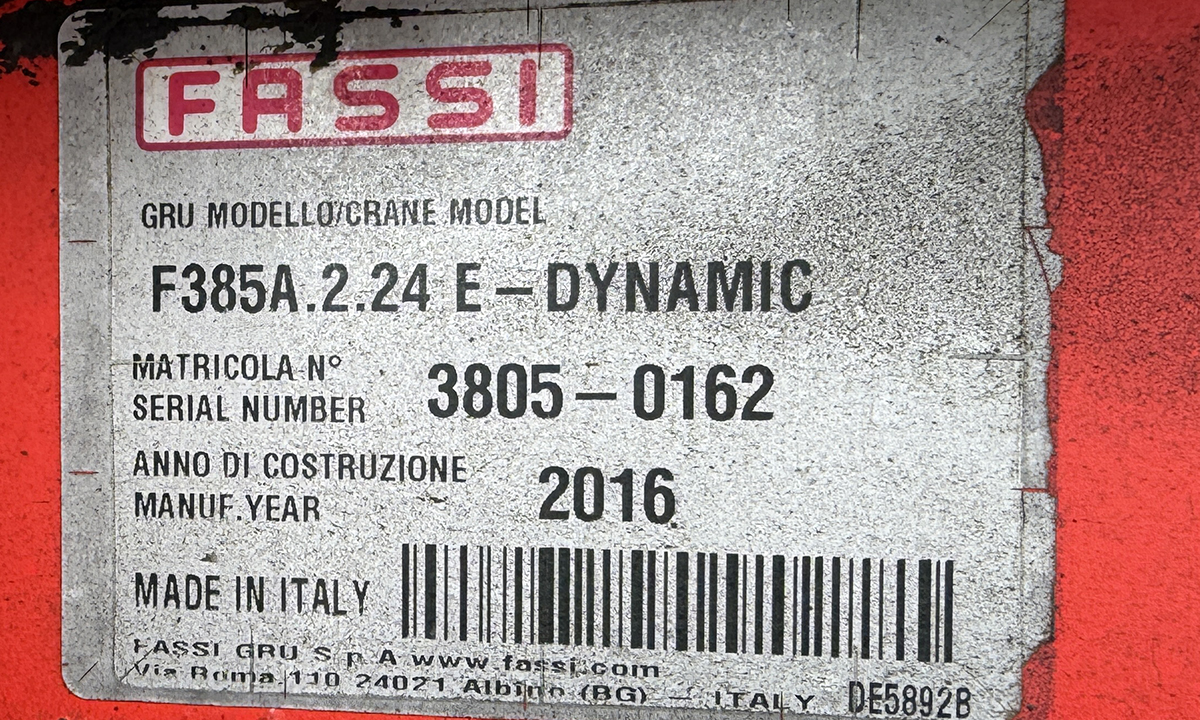 FASSI
GRU MODELLO/CRANE MODEL
F385A.2.24 E – DYNAMIC
MATRICOLA N°
SERIAL NUMBER
3805 – 0162
ANNO DI COSTRUZIONE
MANUF.YEAR
2016
MADE IN ITALY
FASSI GRU S.p.A www.fassi.com
Via Roma 110 24021 Albino (BG) – ITALY DE5892B